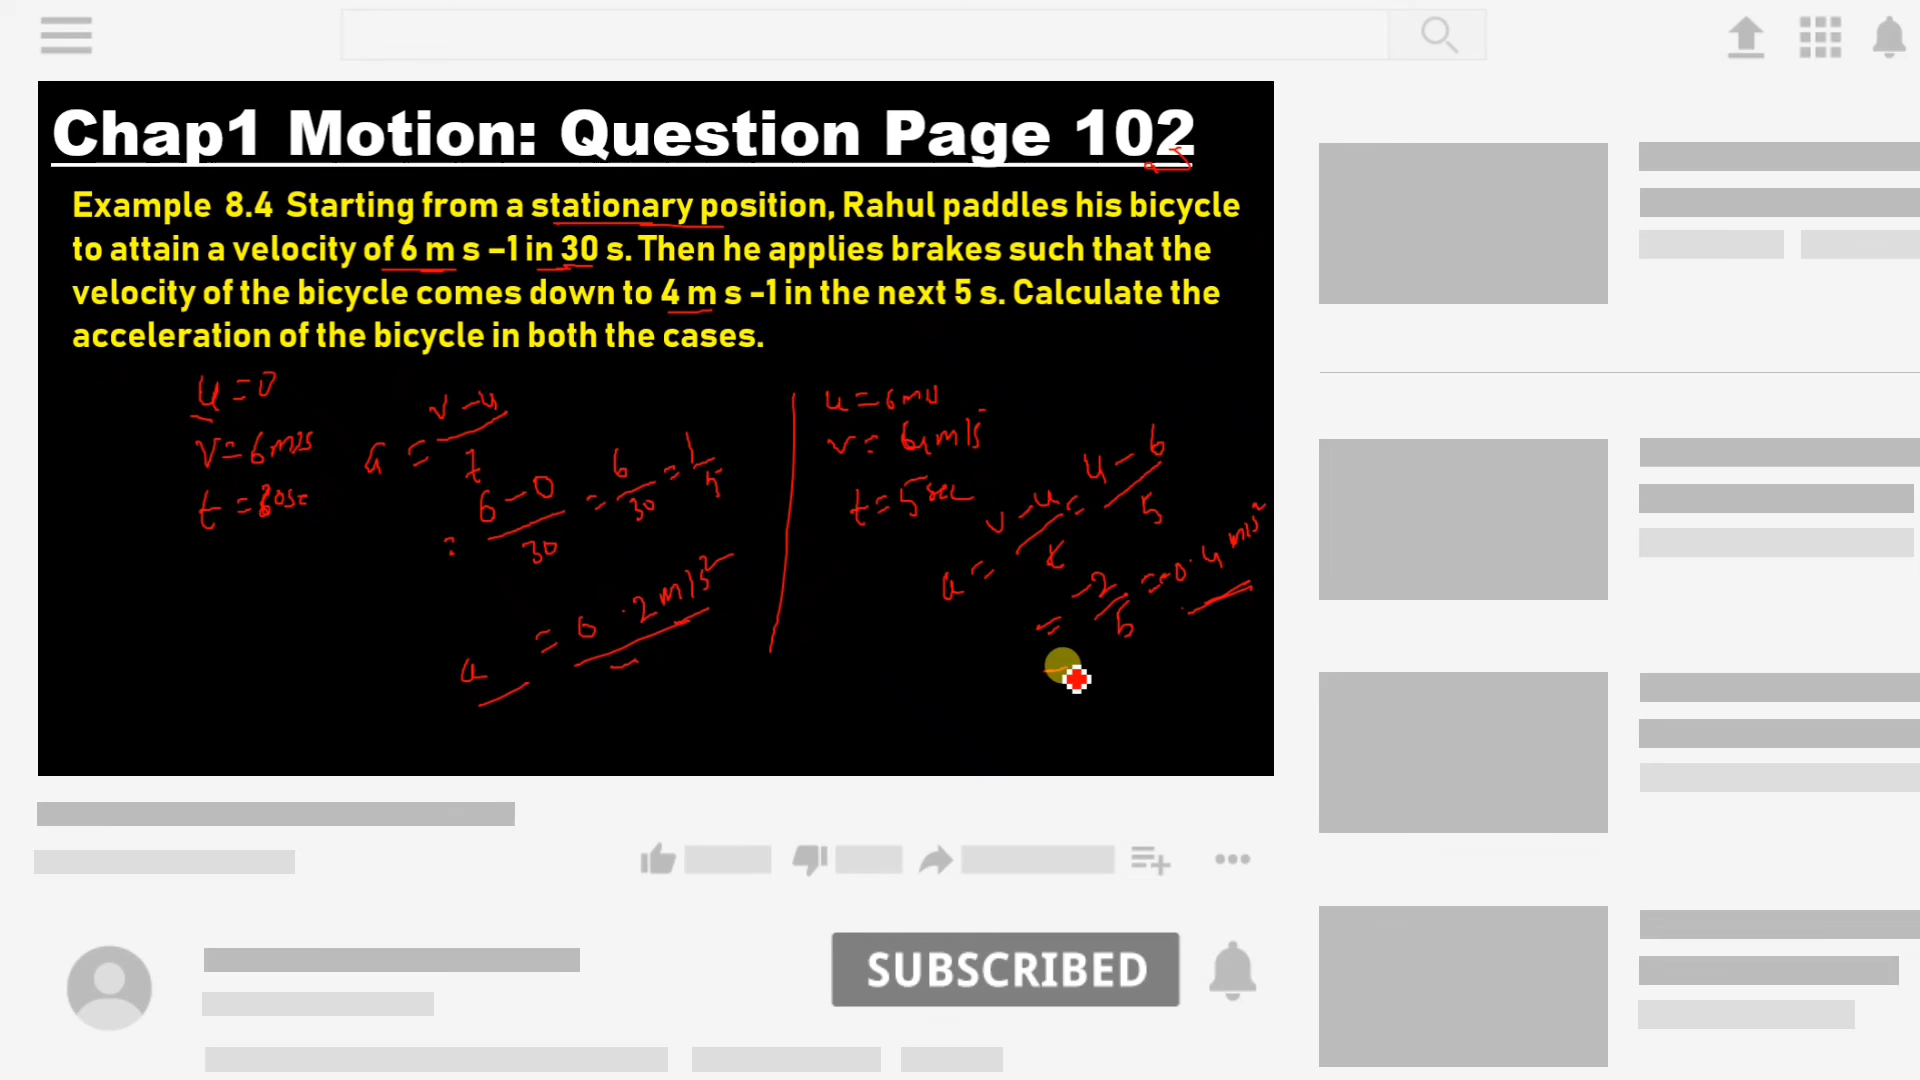 Chap1 Motion: Question Page 102
Example 8.4 Starting from a stationary position, Rahul paddles his bicycle
to attain a velocity of 6 m s –1 in 30 s. Then he applies brakes such that the
velocity of the bicycle comes down to 4 m s -1 in the next 5 s. Calculate the
acceleration of the bicycle in both the cases.
u = 0
v = 6 m/s
a = v - u / t
= 6 - 0 / 30 = 6 / 30 = 1 / 5
a = 0.2 m/s²
v = 4 m/s
t = 5 sec
a = v - u / t = 4 - 6 / 5
= -2 / 5 = -0.4 m/s²
SUBSCRIBED